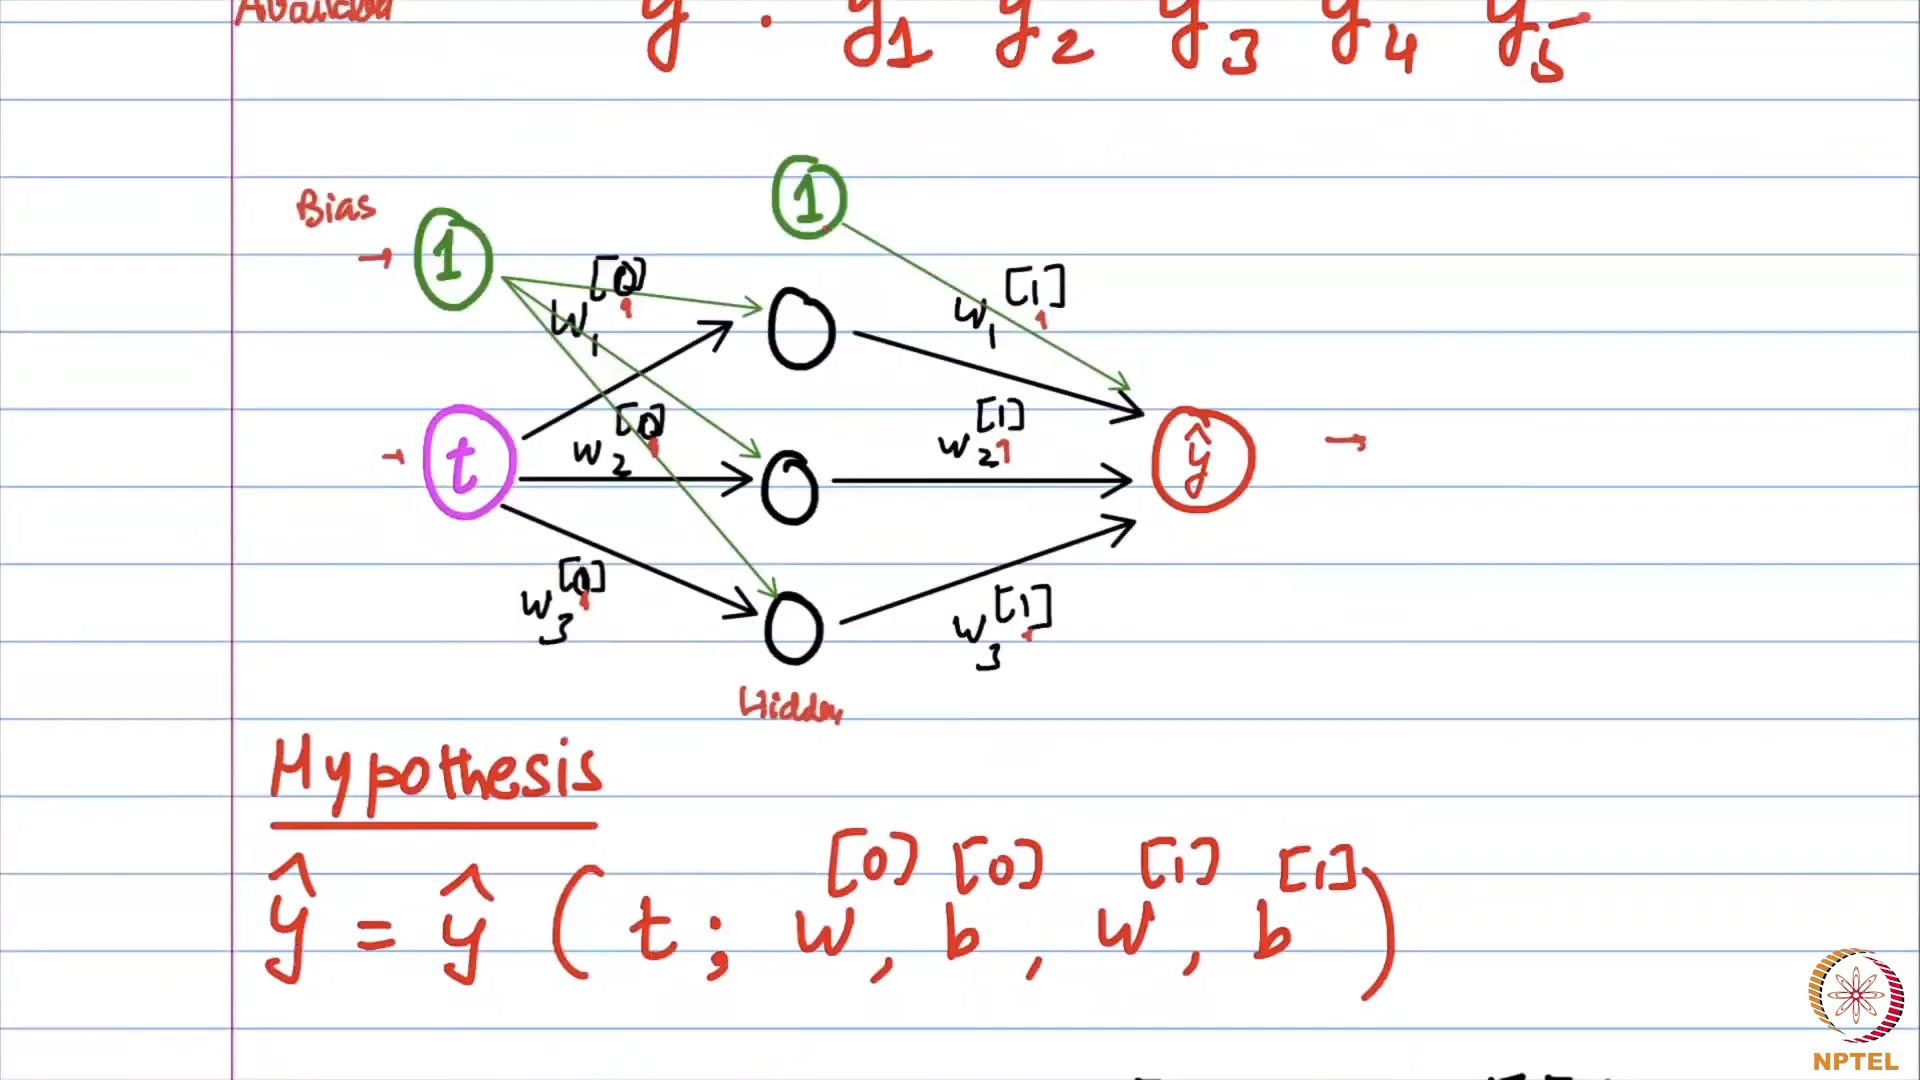 y : y1 y2 y3 y4 y5
Bias
1
1
w1[0]
w1[1]
t
w2[0]
w2[1]
ŷ
w3[0]
w3[1]
Hidden
Hypothesis
ŷ = ŷ ( t ; w[0], b[0], w[1], b[1] )
NPTEL